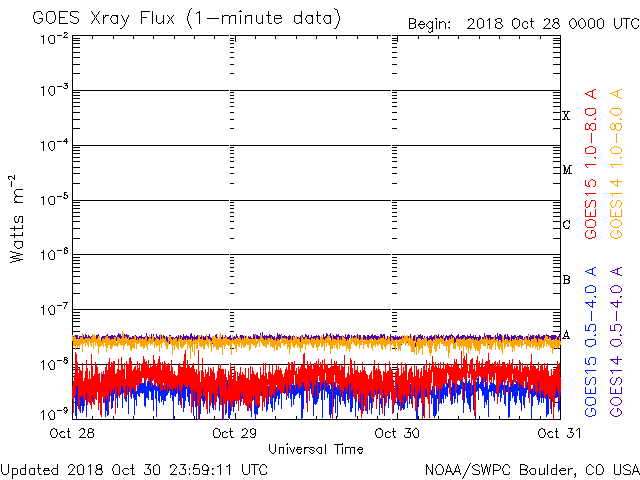 GOES Xray Flux (1-minute data)
Begin: 2018 Oct 28 0000 UTC
10⁻²
10⁻³
10⁻⁴
10⁻⁵
10⁻⁶
10⁻⁷
10⁻⁸
10⁻⁹
Watts m⁻²
X
M
C
B
A
GOES15 1.0-8.0 A
GOES14 1.0-8.0 A
GOES15 0.5-4.0 A
GOES14 0.5-4.0 A
Oct 28 Oct 29 Oct 30 Oct 31
Universal Time
Updated 2018 Oct 30 23:59:11 UTC
NOAA/SWPC Boulder, CO USA